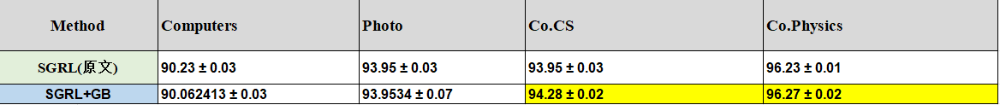 Method Computers Photo Co.CS Co.Physics
SGRL(原文) 90.23 ± 0.03 93.95 ± 0.03 93.95 ± 0.03 96.23 ± 0.01
SGRL+GB 90.062413 ± 0.03 93.9534 ± 0.07 94.28 ± 0.02 96.27 ± 0.02